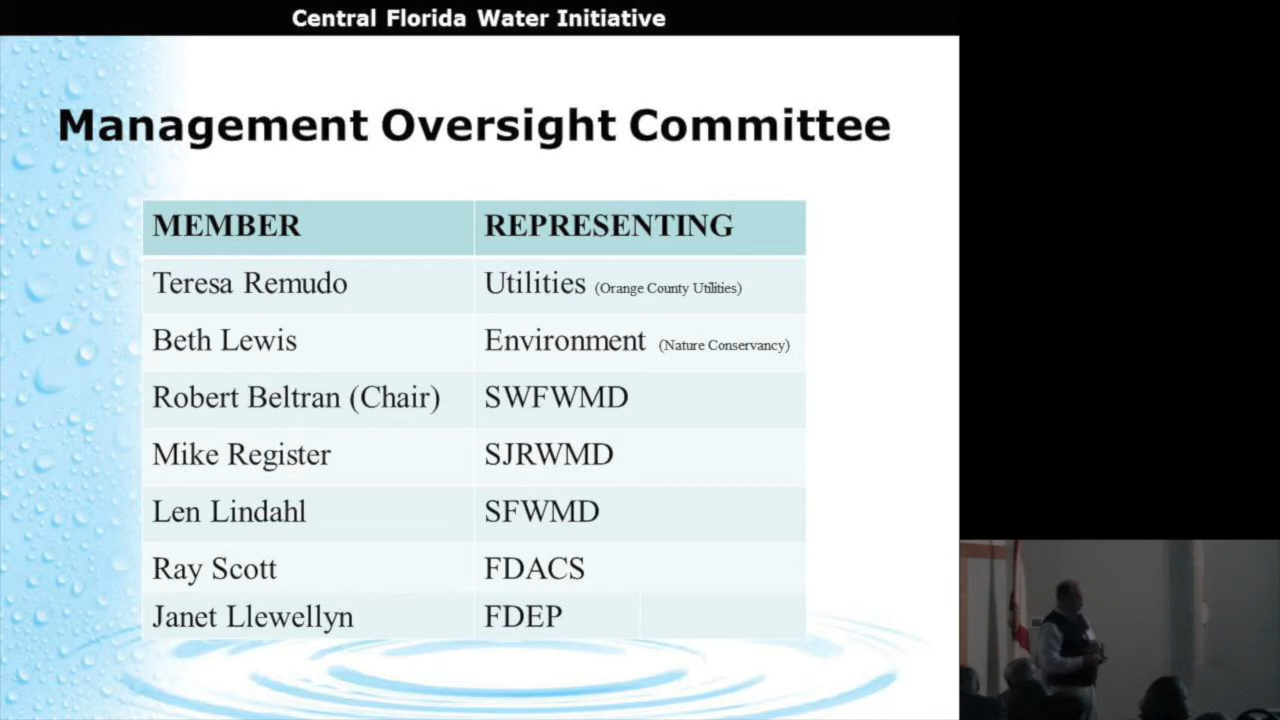 Central Florida Water Initiative
Management Oversight Committee
MEMBER REPRESENTING
Teresa Remudo Utilities (Orange County Utilities)
Beth Lewis Environment (Nature Conservancy)
Robert Beltran (Chair) SWFWMD
Mike Register SJRWMD
Len Lindahl SFWMD
Ray Scott FDACS
Janet Llewellyn FDEP